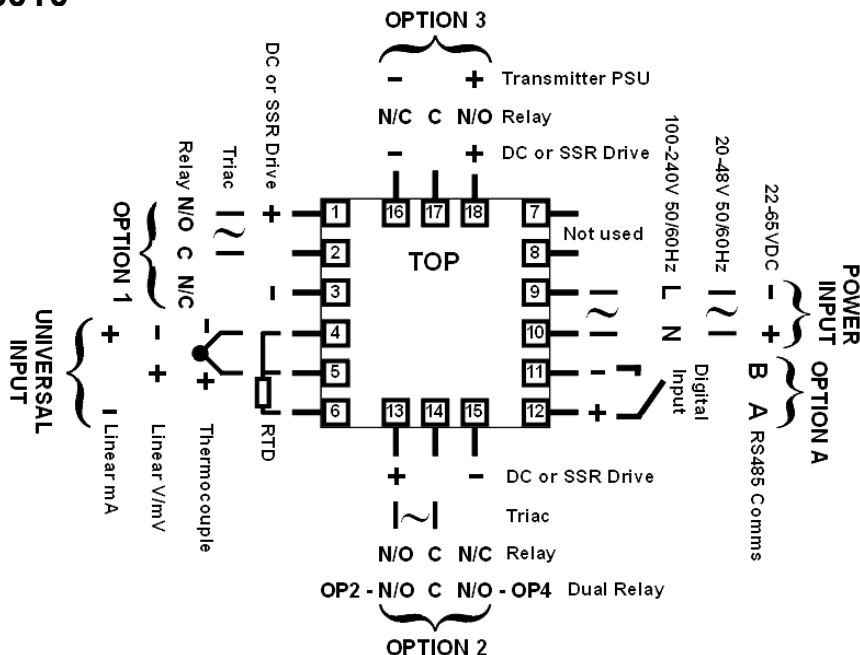 OPTION 3
- + Transmitter PSU
N/C C N/O Relay
- + DC or SSR Drive
DC or SSR Drive + -
Triac ~
Relay N/O C N/C
OPTION 1
16 17 18
TOP
1
2
3
4
5
6
7
8
9
10
11
12
13 14 15
Not used
~
L N 100-240V 50/60Hz
20-48V 50/60Hz ~
22-65VDC - +
POWER
INPUT
- +
Digital
Input
B A RS485 Comms
OPTION A
UNIVERSAL
INPUT
+ - Linear mA
- + Linear V/mV
- + Thermocouple
RTD
+ - DC or SSR Drive
~ Triac
N/O C N/C Relay
OP2 - N/O C N/O - OP4 Dual Relay
OPTION 2